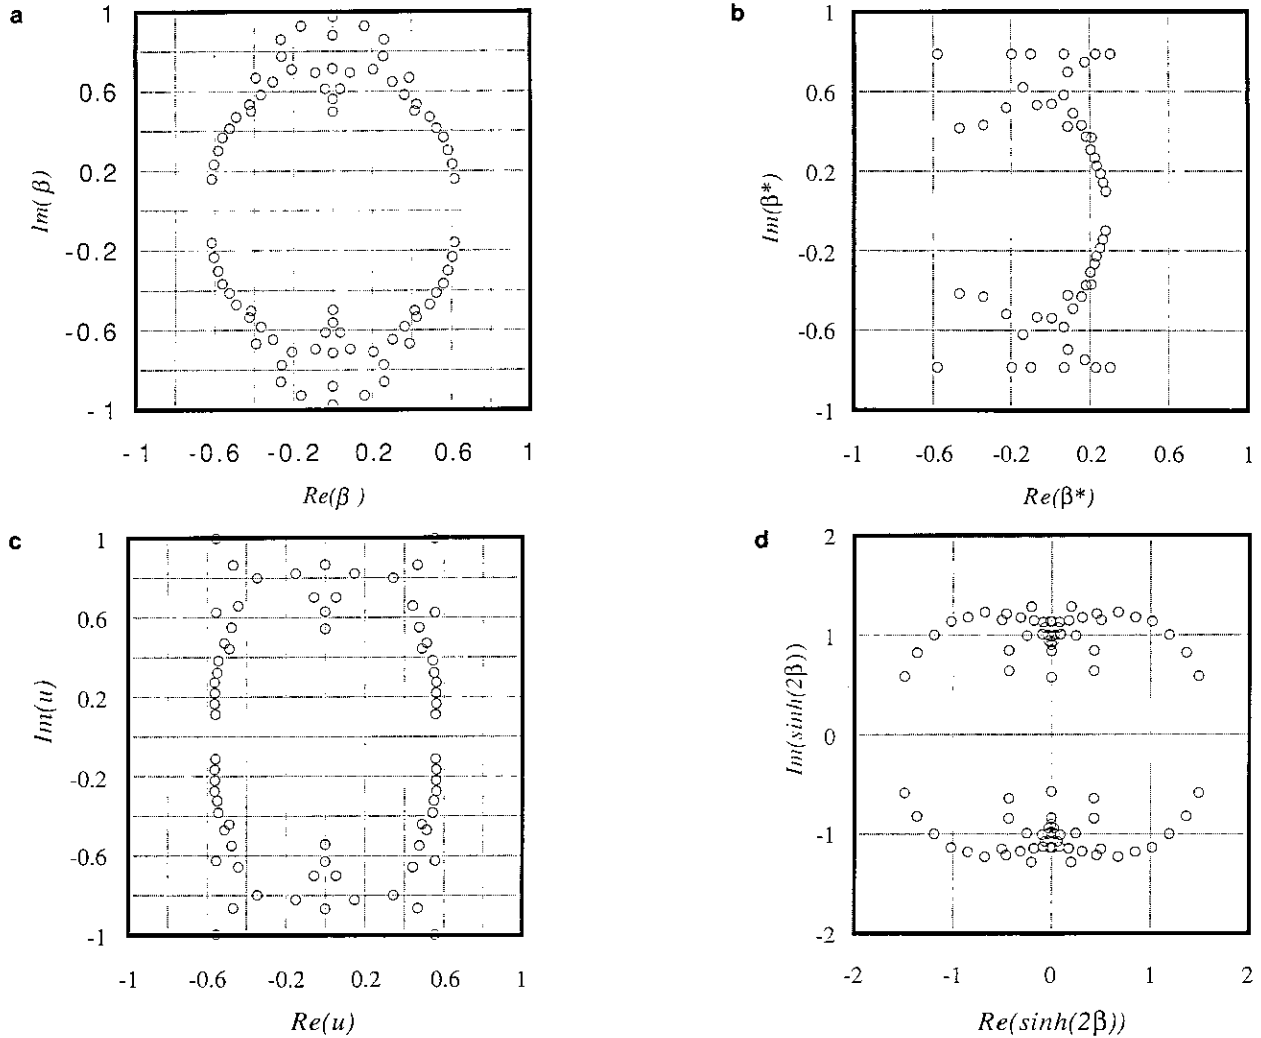 a
1
0.6
0.2
-0.2
-0.6
- 1
Im( β)
- 1 -0.6 -0.2 0.2 0.6 1
Re(β )
b
1
0.6
0.2
-0.2
-0.6
-1
Im(β*)
-1 -0.6 -0.2 0.2 0.6 1
Re(β*)
c
1
0.6
0.2
-0.2
-0.6
-1
Im(u)
-1 -0.6 -0.2 0.2 0.6 1
Re(u)
d
2
1
0
-1
-2
Im(sinh(2β))
-2 -1 0 1 2
Re(sinh(2β))